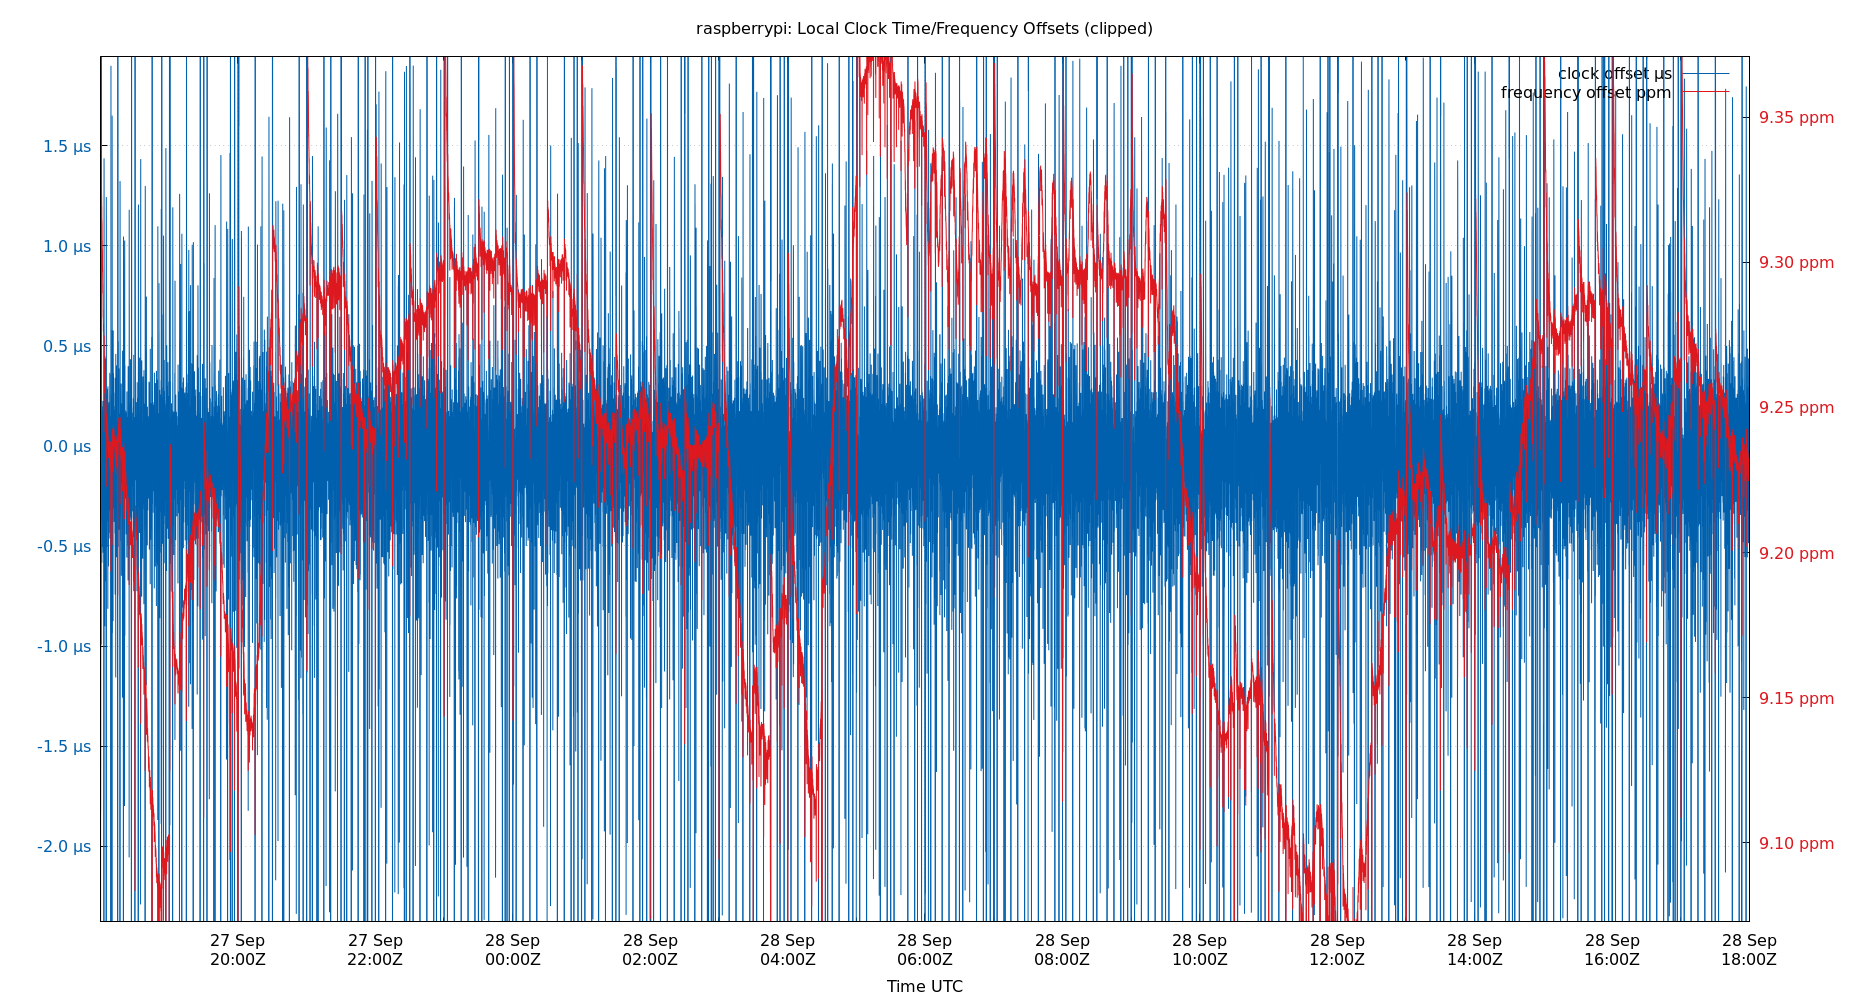 raspberrypi: Local Clock Time/Frequency Offsets (clipped)
clock offset µs
frequency offset ppm
1.5 µs
1.0 µs
0.5 µs
0.0 µs
-0.5 µs
-1.0 µs
-1.5 µs
-2.0 µs
9.35 ppm
9.30 ppm
9.25 ppm
9.20 ppm
9.15 ppm
9.10 ppm
27 Sep 27 Sep 28 Sep 28 Sep 28 Sep 28 Sep 28 Sep 28 Sep 28 Sep 28 Sep 28 Sep 28 Sep
20:00Z 22:00Z 00:00Z 02:00Z 04:00Z 06:00Z 08:00Z 10:00Z 12:00Z 14:00Z 16:00Z 18:00Z
Time UTC